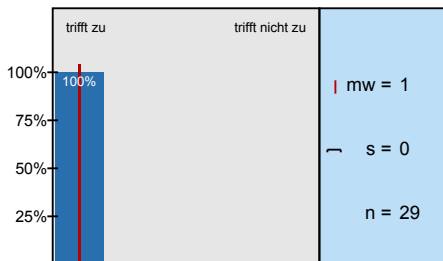 trifft zu trifft nicht zu
100%
100%
mw = 1
75%
50%
s = 0
25%
n = 29